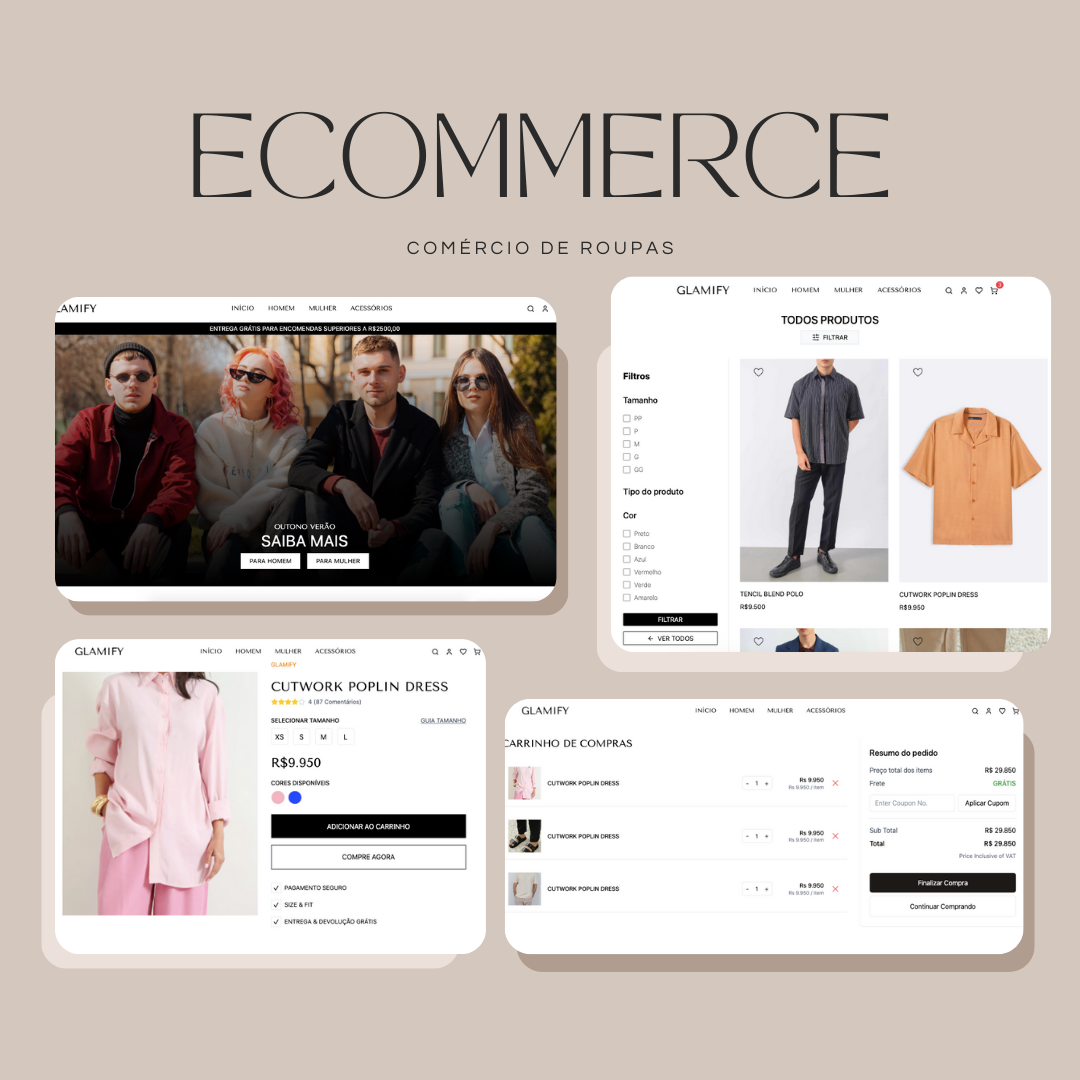 ECOMMERCE
COMÉRCIO DE ROUPAS
LAMIFY
INÍCIO HOMEM MULHER ACESSÓRIOS
ENTREGA GRÁTIS PARA ENCOMENDAS SUPERIORES A R$2500,00
OUTONO VERÃO
SAIBA MAIS
PARA HOMEM PARA MULHER
GLAMIFY INÍCIO HOMEM MULHER ACESSÓRIOS 3
TODOS PRODUTOS
FILTRAR
Filtros
Tamanho
PP
P
M
G
GG
Tipo do produto
Cor
Preto
Branco
Azul
Vermelho
Verde
Amarelo
FILTRAR
← VER TODOS
TENCIL BLEND POLO
R$9.500
CUTWORK POPLIN DRESS
R$9.950
GLAMIFY INÍCIO HOMEM MULHER ACESSÓRIOS
GLAMIFY
CUTWORK POPLIN DRESS
4 (87 Comentários)
SELECIONAR TAMANHO GUIA TAMANHO
XS S M L
R$9.950
CORES DISPONÍVEIS
ADICIONAR AO CARRINHO
COMPRE AGORA
PAGAMENTO SEGURO
SIZE & FIT
ENTREGA & DEVOLUÇÃO GRÁTIS
GLAMIFY INÍCIO HOMEM MULHER ACESSÓRIOS
CARRINHO DE COMPRAS
CUTWORK POPLIN DRESS - 1 + Rs 9.950
Rs 9.950 / item
CUTWORK POPLIN DRESS - 1 + Rs 9.950
Rs 9.950 / item
CUTWORK POPLIN DRESS - 1 + Rs 9.950
Rs 9.950 / item
Resumo do pedido
Preço total dos items R$ 29.850
Frete GRÁTIS
Enter Coupon No. Aplicar Cupom
Sub Total R$ 29.850
Total R$ 29.850
Price Inclusive of VAT
Finalizar Compra
Continuar Comprando